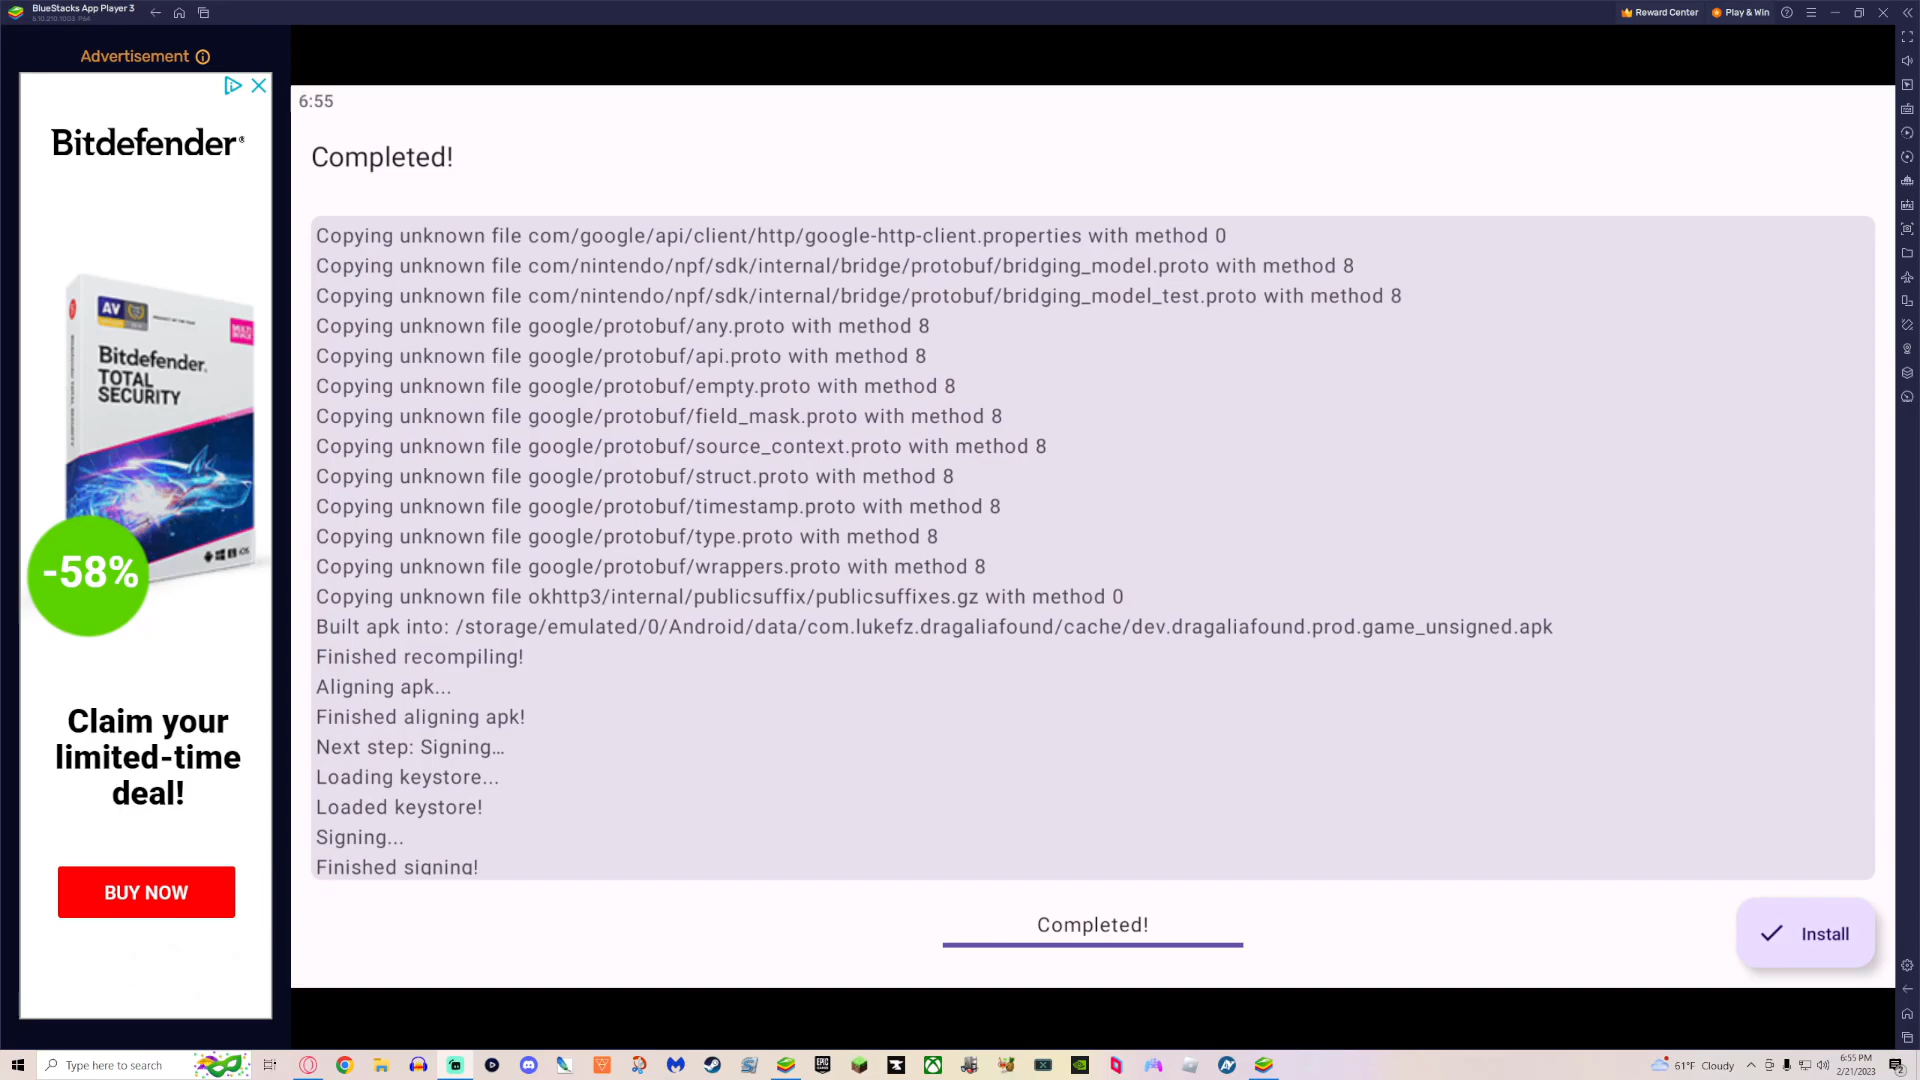 BlueStacks App Player 3
5.10.210.1003 P64
Reward Center
Play & Win
Advertisement
Bitdefender
AV
Bitdefender
TOTAL
SECURITY
-58%
Claim your
limited-time
deal!
BUY NOW
6:55
Completed!
Copying unknown file com/google/api/client/http/google-http-client.properties with method 0
Copying unknown file com/nintendo/npf/sdk/internal/bridge/protobuf/bridging_model.proto with method 8
Copying unknown file com/nintendo/npf/sdk/internal/bridge/protobuf/bridging_model_test.proto with method 8
Copying unknown file google/protobuf/any.proto with method 8
Copying unknown file google/protobuf/api.proto with method 8
Copying unknown file google/protobuf/empty.proto with method 8
Copying unknown file google/protobuf/field_mask.proto with method 8
Copying unknown file google/protobuf/source_context.proto with method 8
Copying unknown file google/protobuf/struct.proto with method 8
Copying unknown file google/protobuf/timestamp.proto with method 8
Copying unknown file google/protobuf/type.proto with method 8
Copying unknown file google/protobuf/wrappers.proto with method 8
Copying unknown file okhttp3/internal/publicsuffix/publicsuffixes.gz with method 0
Built apk into: /storage/emulated/0/Android/data/com.lukefz.dragaliafound/cache/dev.dragaliafound.prod.game_unsigned.apk
Finished recompiling!
Aligning apk...
Finished aligning apk!
Next step: Signing…
Loading keystore...
Loaded keystore!
Signing...
Finished signing!
Completed!
Install
Type here to search
61°F Cloudy
6:55 PM
2/21/2023